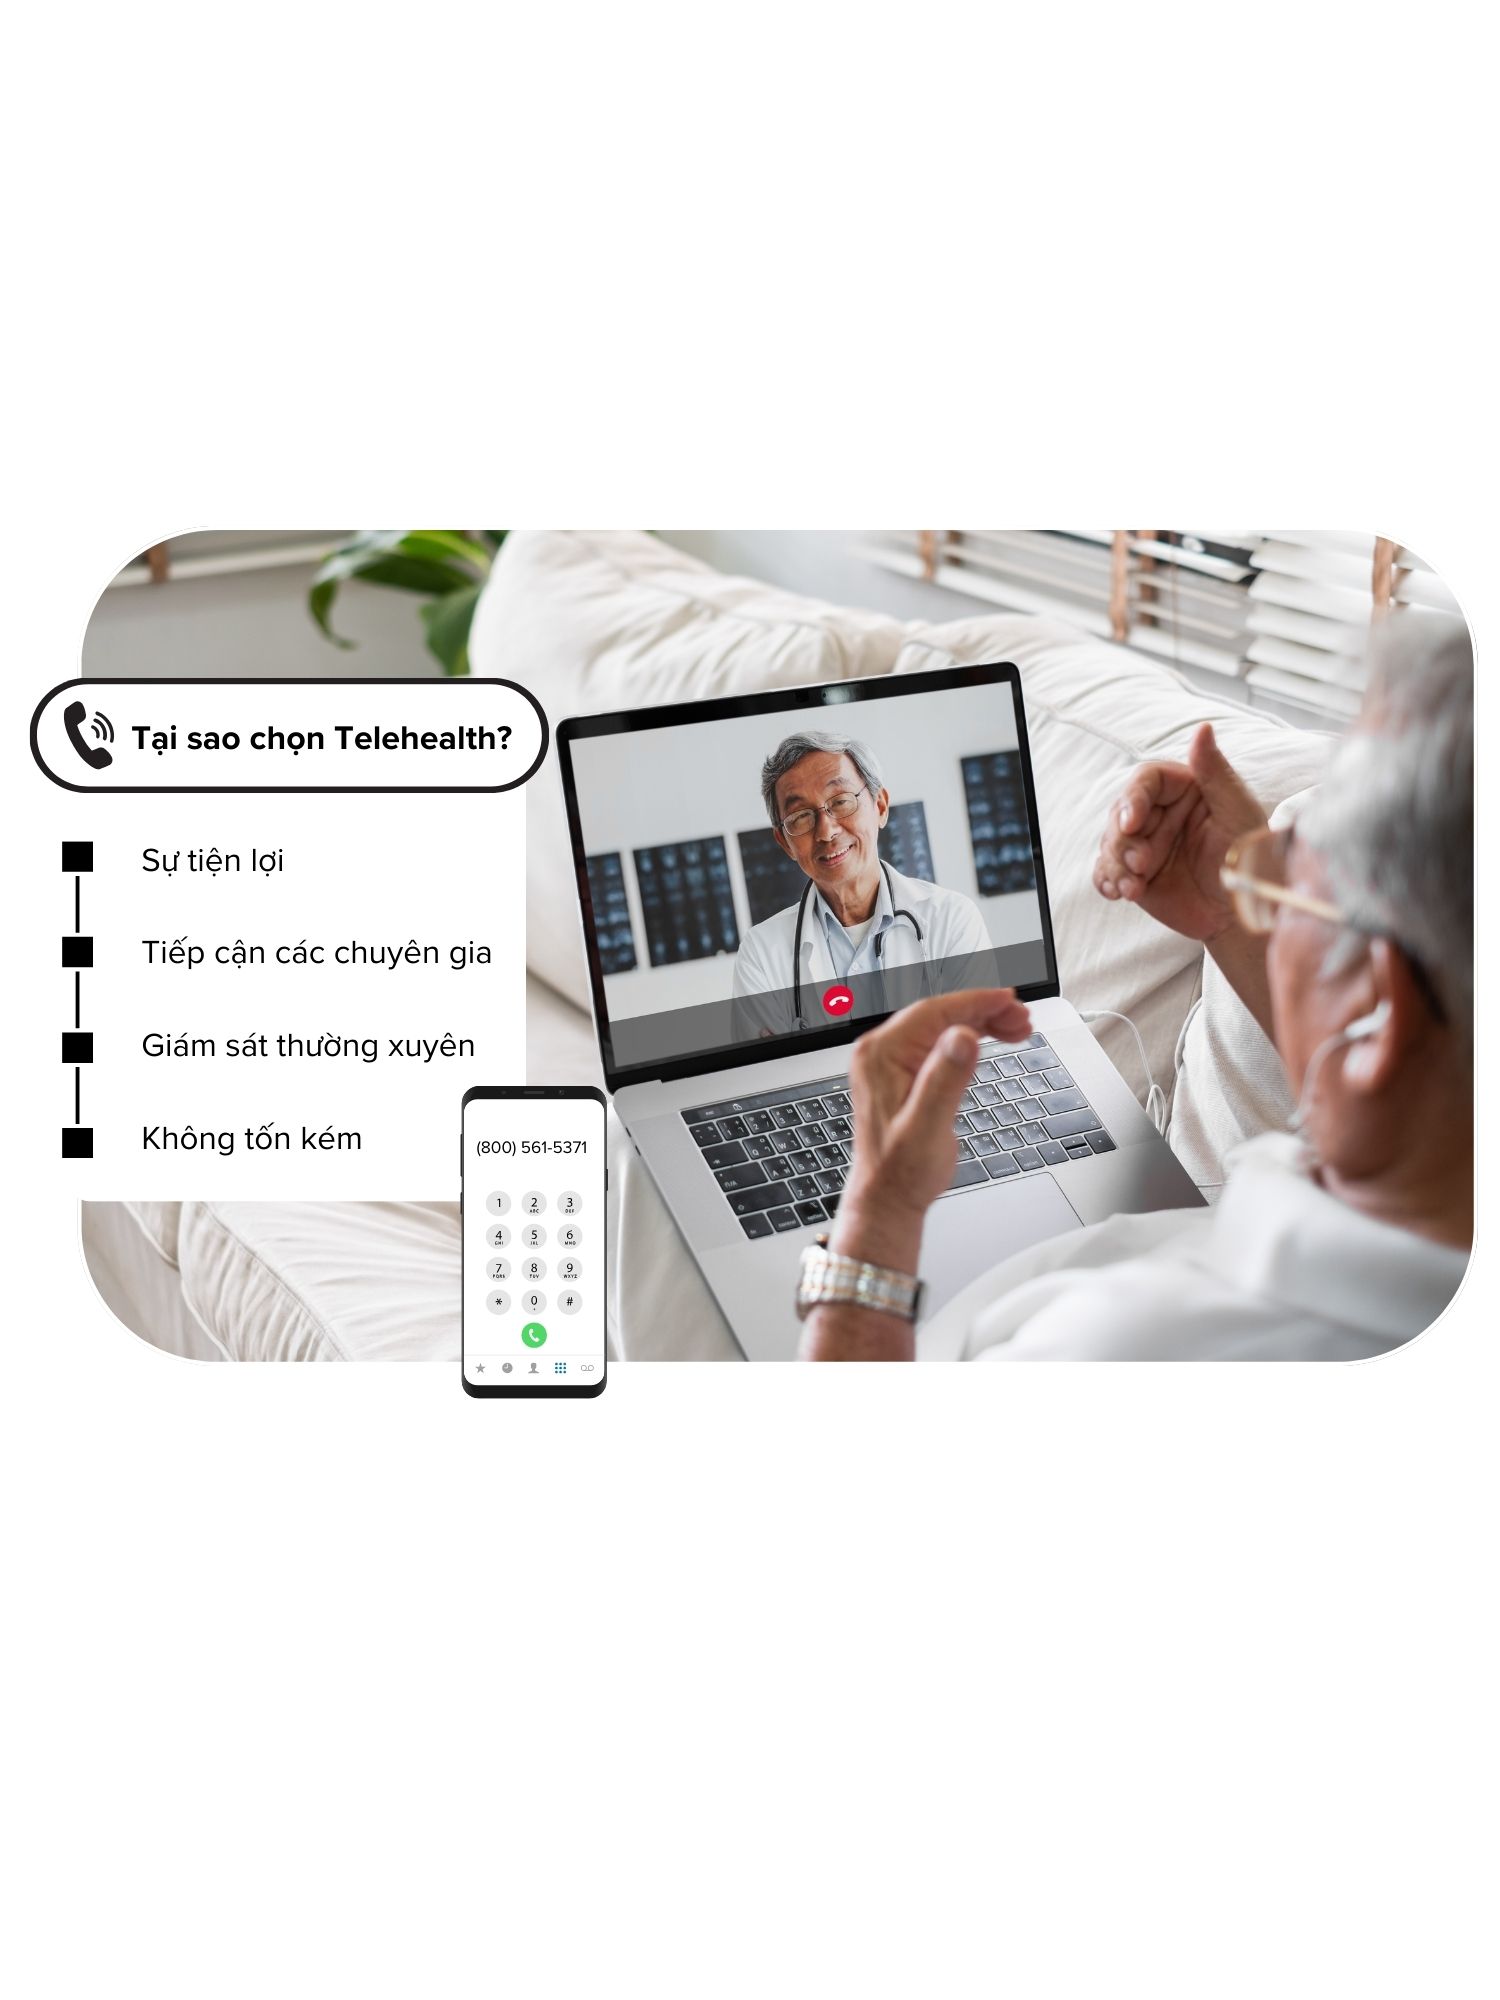 Tại sao chọn Telehealth?
Sự tiện lợi
Tiếp cận các chuyên gia
Giám sát thường xuyên
Không tốn kém
(800) 561-5371
1 2 ABC 3 DEF
4 GHI 5 JKL 6 MNO
7 PQRS 8 TUV 9 WXYZ
* 0 + #